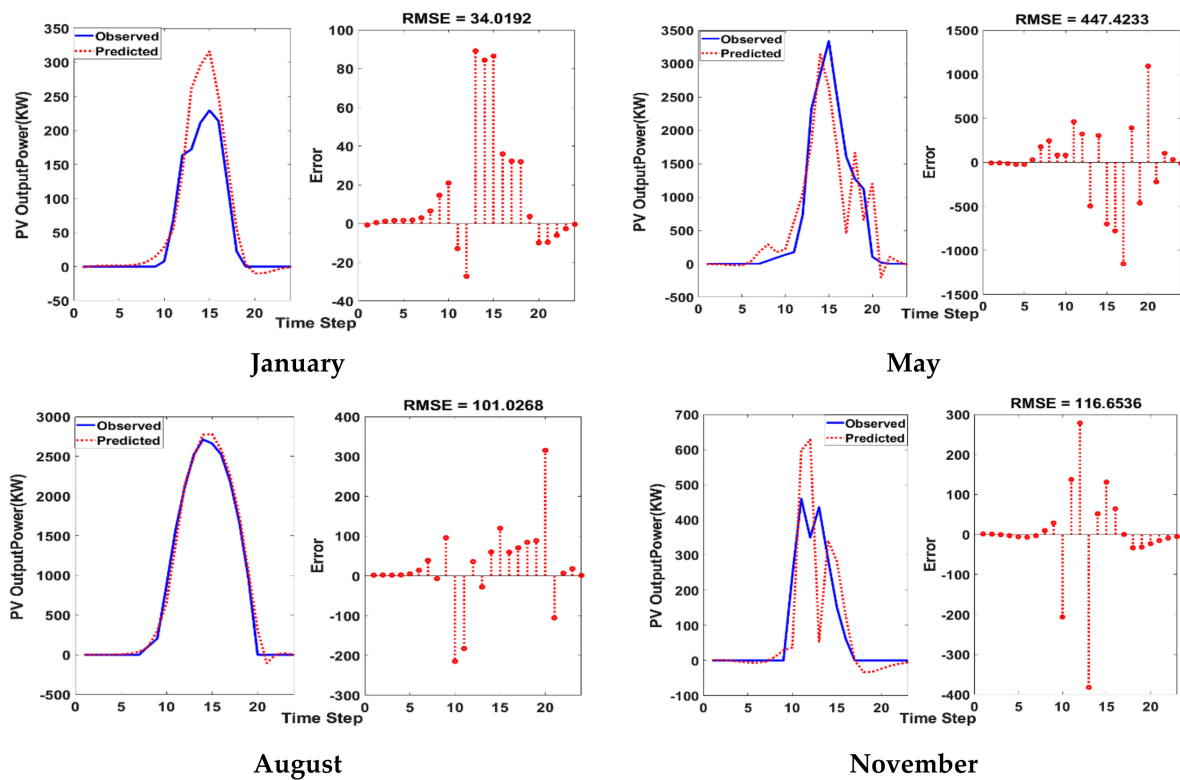 RMSE = 34.0192
350
300
250
200
150
100
50
0
50
0 5 10 15 20
PV OutputPower(KW)
Observed
Predicted
100
80
60
40
20
0
20
40
0 5 10 15 20
Error
Time Step
January
RMSE = 447.4233
3500
3000
2500
2000
1500
1000
500
0
-500
0 5 10 15 20
PV OutputPower(KW)
Observed
Predicted
1000
500
0
-500
-1000
-1500
0 5 10 15 20
Error
Time Step
May
RMSE = 101.0268
3000
2500
2000
1500
1000
500
0
-500
0 5 10 15 20
PV OutputPower(KW)
Observed
Predicted
400
300
200
100
0
-100
-200
-300
0 5 10 15 20
Error
Time Step
August
RMSE = 116.6536
700
600
500
400
300
200
100
0
-100
0 5 10 15 20
PV OutputPower(KW)
Observed
Predicted
300
200
100
0
-100
-200
-300
-400
0 5 10 15 20
Error
Time Step
November